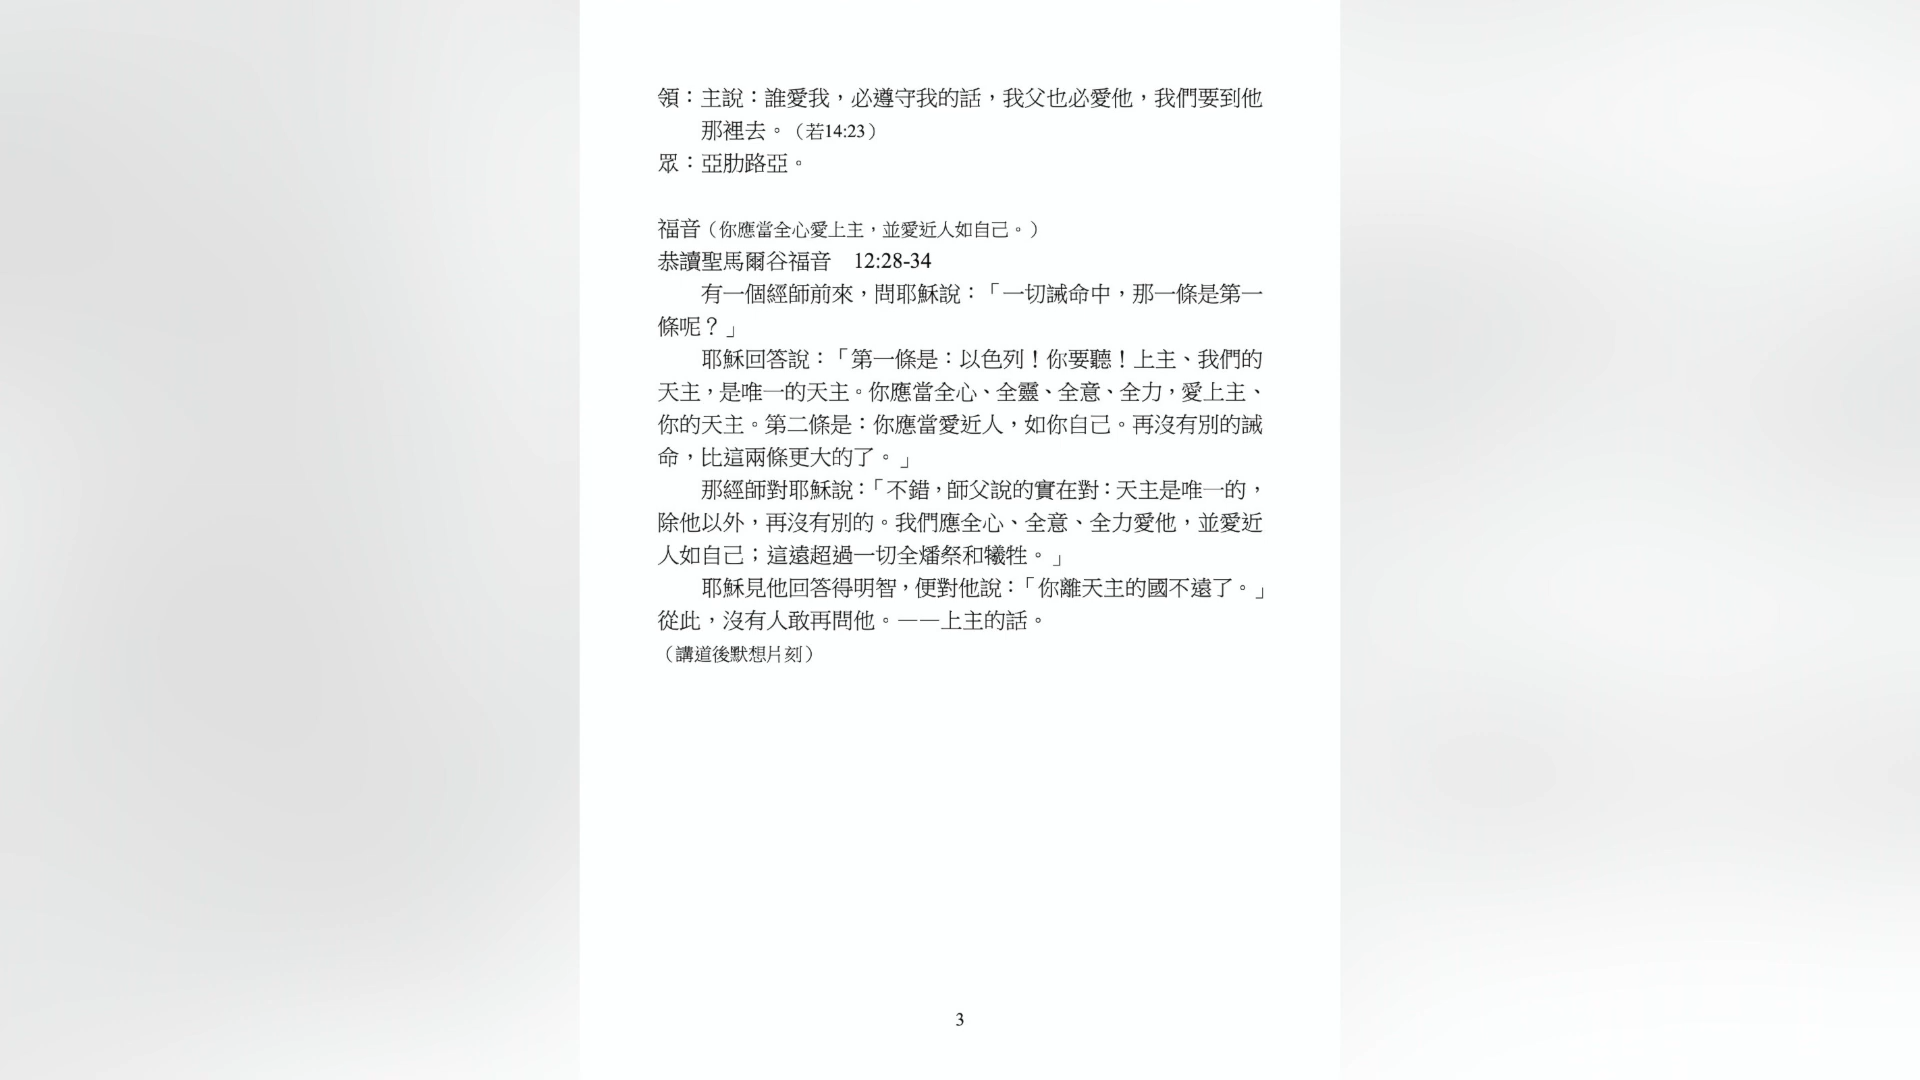 領：主說：誰愛我，必遵守我的話，我父也必愛他，我們要到他
那裡去。（若14:23）
眾：亞肋路亞。
福音（你應當全心愛上主，並愛近人如自己。）
恭讀聖馬爾谷福音　12:28-34
有一個經師前來，問耶穌說：「一切誡命中，那一條是第一
條呢？」
耶穌回答說：「第一條是：以色列！你要聽！上主、我們的
天主，是唯一的天主。你應當全心、全靈、全意、全力，愛上主、
你的天主。第二條是：你應當愛近人，如你自己。再沒有別的誡
命，比這兩條更大的了。」
那經師對耶穌說：「不錯，師父說的實在對：天主是唯一的，
除他以外，再沒有別的。我們應全心、全意、全力愛他，並愛近
人如自己；這遠超過一切全燔祭和犧牲。」
耶穌見他回答得明智，便對他說：「你離天主的國不遠了。」
從此，沒有人敢再問他。——上主的話。
（講道後默想片刻）
3